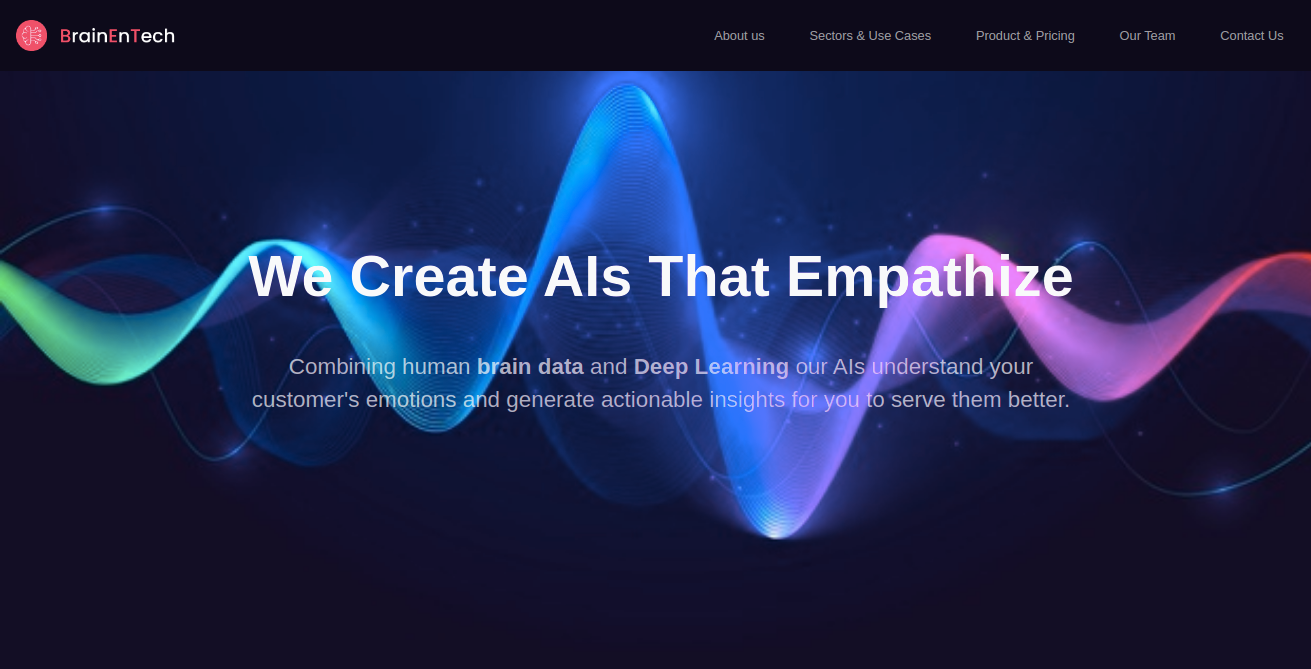 BrainEnTech
About us
Sectors & Use Cases
Product & Pricing
Our Team
Contact Us
We Create AIs That Empathize
Combining human brain data and Deep Learning our AIs understand your
customer's emotions and generate actionable insights for you to serve them better.